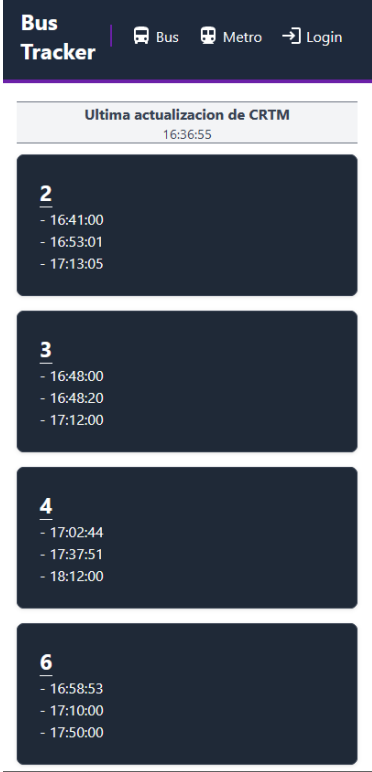 Bus
Tracker
Bus
Metro
Login
Ultima actualizacion de CRTM
16:36:55
2
- 16:41:00
- 16:53:01
- 17:13:05
3
- 16:48:00
- 16:48:20
- 17:12:00
4
- 17:02:44
- 17:37:51
- 18:12:00
6
- 16:58:53
- 17:10:00
- 17:50:00